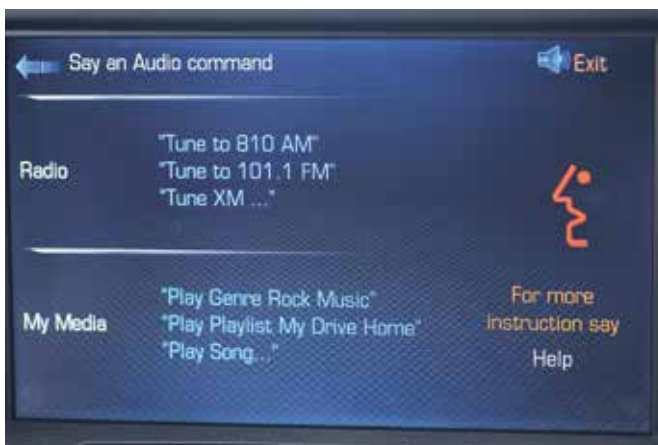 Say an Audio command
Exit
Radio
"Tune to 810 AM"
"Tune to 101.1 FM"
"Tune XM ..."
My Media
"Play Genre Rock Music"
"Play Playlist My Drive Home"
"Play Song..."
For more
instruction say
Help